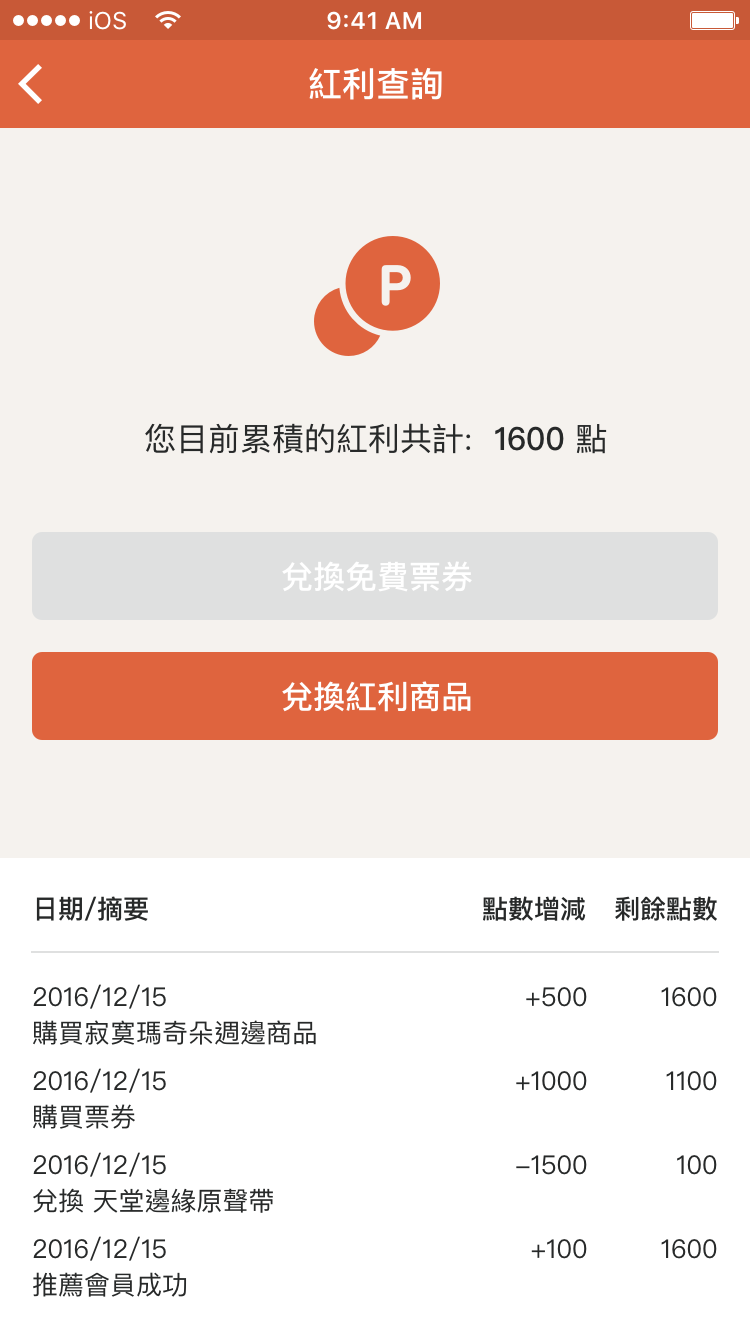 iOS 9:41 AM
紅利查詢
P
您目前累積的紅利共計: 1600 點
兌換免費票券
兌換紅利商品
日期/摘要 點數增減 剩餘點數
2016/12/15 +500 1600
購買寂寞瑪奇朵週邊商品
2016/12/15 +1000 1100
購買票券
2016/12/15 –1500 100
兌換 天堂邊緣原聲帶
2016/12/15 +100 1600
推薦會員成功